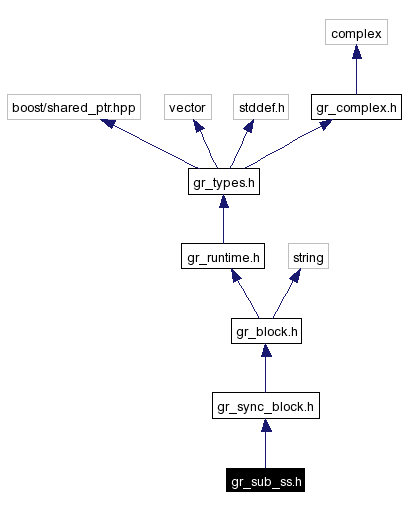 complex
boost/shared_ptr.hpp
vector
stddef.h
gr_complex.h
gr_types.h
gr_runtime.h
string
gr_block.h
gr_sync_block.h
gr_sub_ss.h